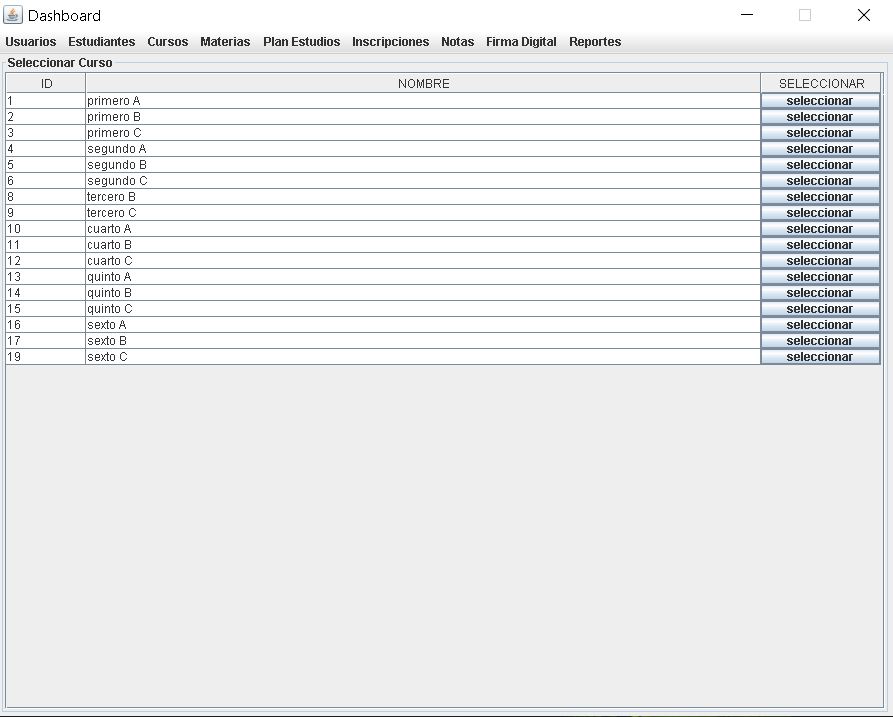 Dashboard
Usuarios Estudiantes Cursos Materias Plan Estudios Inscripciones Notas Firma Digital Reportes
Seleccionar Curso
ID NOMBRE SELECCIONAR
1 primero A seleccionar
2 primero B seleccionar
3 primero C seleccionar
4 segundo A seleccionar
5 segundo B seleccionar
6 segundo C seleccionar
8 tercero B seleccionar
9 tercero C seleccionar
10 cuarto A seleccionar
11 cuarto B seleccionar
12 cuarto C seleccionar
13 quinto A seleccionar
14 quinto B seleccionar
15 quinto C seleccionar
16 sexto A seleccionar
17 sexto B seleccionar
19 sexto C seleccionar